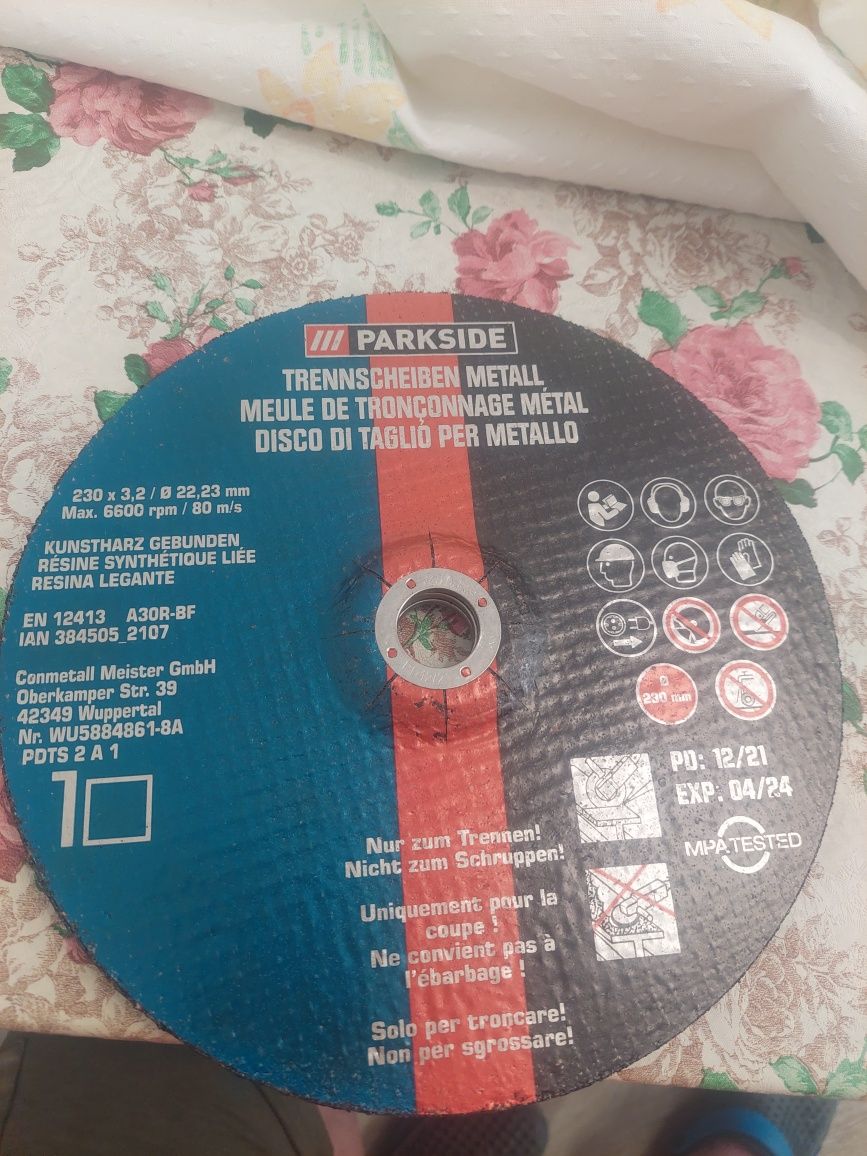 PARKSIDE
TRENNSCHEIBEN METALL
MEULE DE TRONÇONNAGE MÉTAL
DISCO DI TAGLIO PER METALLO
230 x 3,2 / Ø 22,23 mm
Max. 6600 rpm / 80 m/s
KUNSTHARZ GEBUNDEN
RÉSINE SYNTHÉTIQUE LIÉE
RESINA LEGANTE
EN 12413 A30R-BF
IAN 384505_2107
Conmetall Meister GmbH
Oberkamper Str. 39
42349 Wuppertal
Nr. WU5884861-8A
PDTS 2 A 1
1
Ø
230 mm
PD: 12/21
EXP: 04/24
MPA TESTED
Nur zum Trennen!
Nicht zum Schruppen!
Uniquement pour la
coupe !
Ne convient pas à
l'ébarbage !
Solo per troncare!
Non per sgrossare!